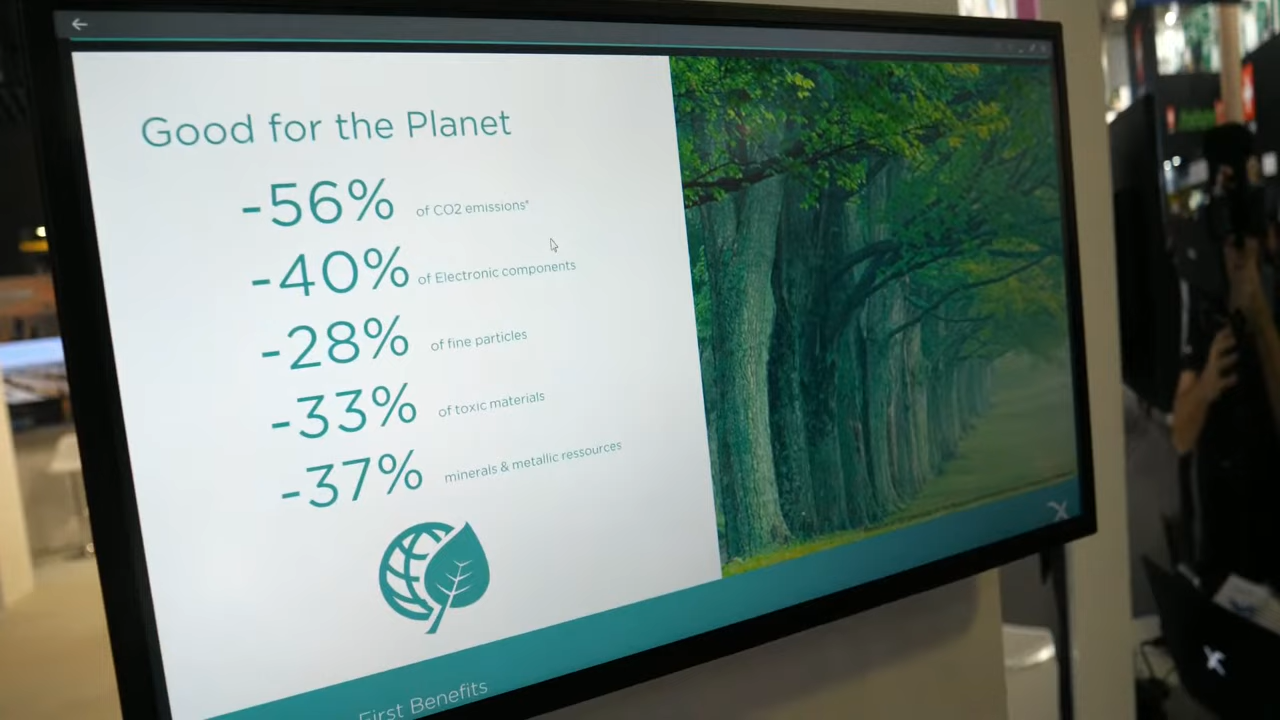 Good for the Planet
-56% of CO2 emissions*
-40% of Electronic components
-28% of fine particles
-33% of toxic materials
-37% minerals & metallic ressources
First Benefits